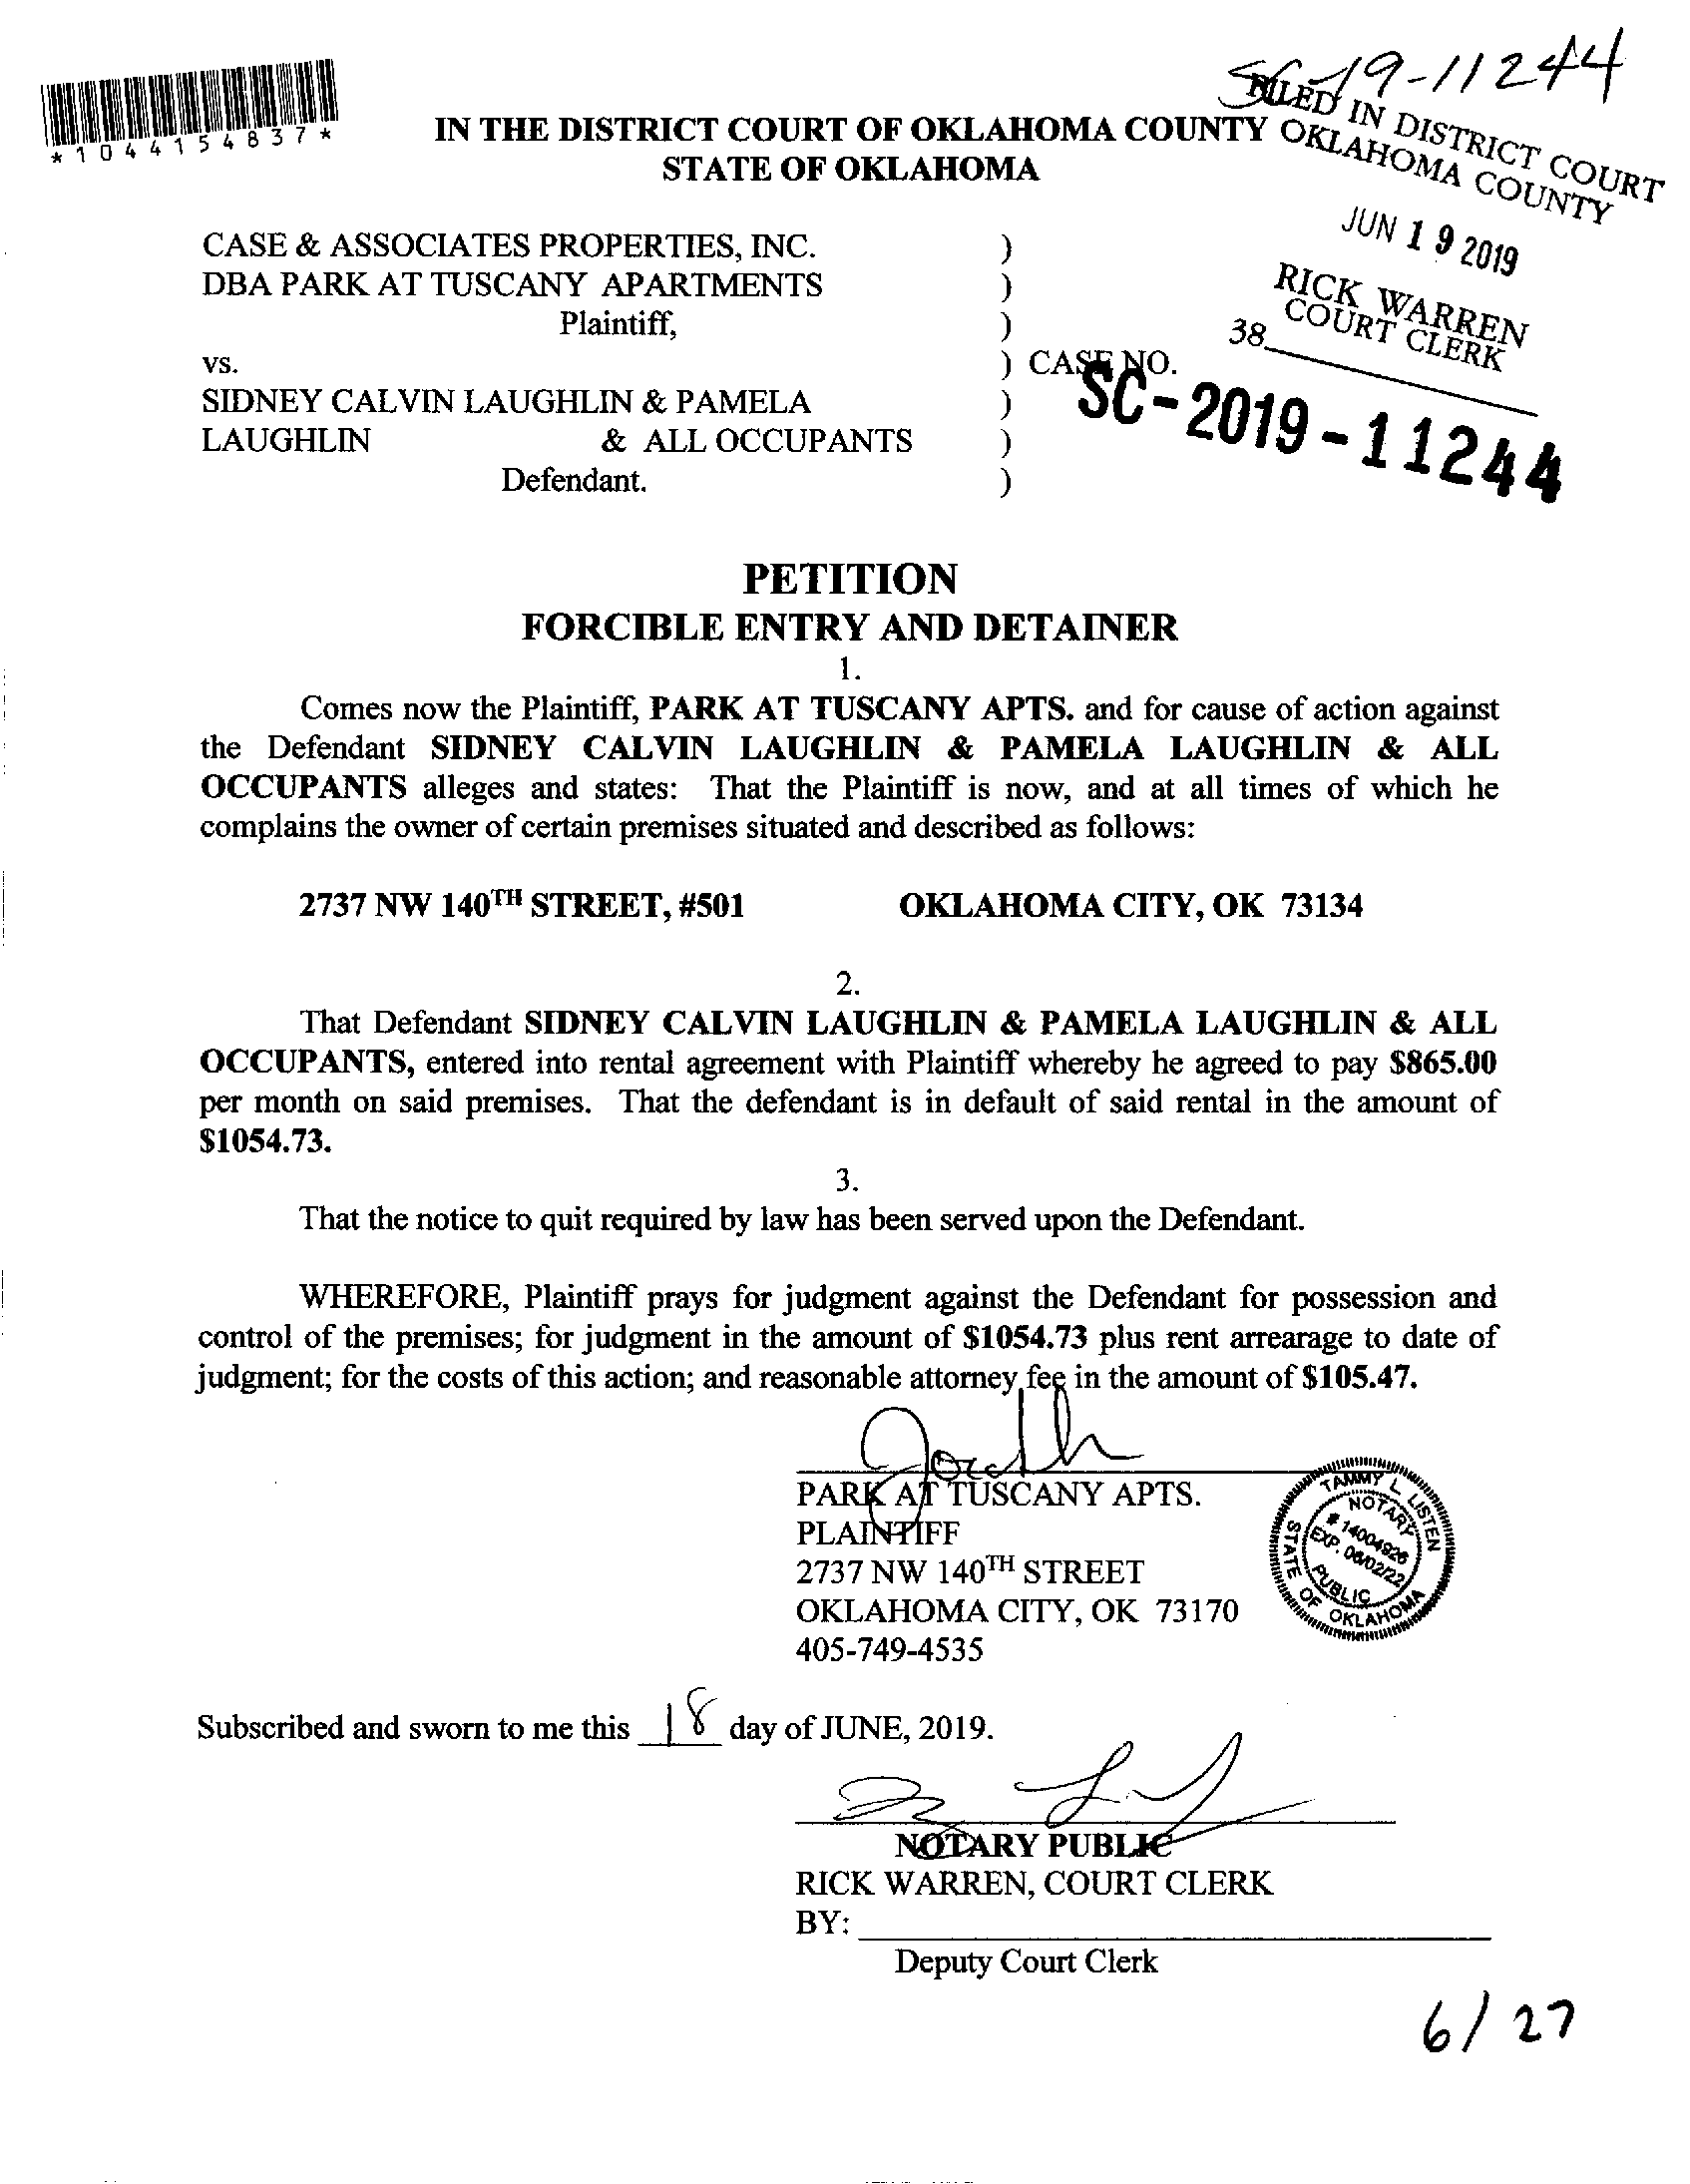 SC-19-11244
*1044154837*
FILED IN DISTRICT COURT
OKLAHOMA COUNTY
JUN 19 2019
RICK WARREN
COURT CLERK
38
IN THE DISTRICT COURT OF OKLAHOMA COUNTY
STATE OF OKLAHOMA
CASE & ASSOCIATES PROPERTIES, INC. )
DBA PARK AT TUSCANY APARTMENTS )
Plaintiff, )
vs. ) CASE NO.
SC-2019-11244
SIDNEY CALVIN LAUGHLIN & PAMELA )
LAUGHLIN & ALL OCCUPANTS )
Defendant. )
PETITION
FORCIBLE ENTRY AND DETAINER
1.
Comes now the Plaintiff, PARK AT TUSCANY APTS. and for cause of action against
the Defendant SIDNEY CALVIN LAUGHLIN & PAMELA LAUGHLIN & ALL
OCCUPANTS alleges and states: That the Plaintiff is now, and at all times of which he
complains the owner of certain premises situated and described as follows:
2737 NW 140TH STREET, #501 OKLAHOMA CITY, OK 73134
2.
That Defendant SIDNEY CALVIN LAUGHLIN & PAMELA LAUGHLIN & ALL
OCCUPANTS, entered into rental agreement with Plaintiff whereby he agreed to pay $865.00
per month on said premises. That the defendant is in default of said rental in the amount of
$1054.73.
3.
That the notice to quit required by law has been served upon the Defendant.
WHEREFORE, Plaintiff prays for judgment against the Defendant for possession and
control of the premises; for judgment in the amount of $1054.73 plus rent arrearage to date of
judgment; for the costs of this action; and reasonable attorney fee in the amount of $105.47.
PARK AT TUSCANY APTS.
PLAINTIFF
2737 NW 140TH STREET
OKLAHOMA CITY, OK 73170
405-749-4535
TAMMY L LISTEN
NOTARY
# 14004926
EXP. 06/02/22
PUBLIC
STATE OF OKLAHOMA
Subscribed and sworn to me this 18 day of JUNE, 2019.
NOTARY PUBLIC
RICK WARREN, COURT CLERK
BY:
Deputy Court Clerk
6/27